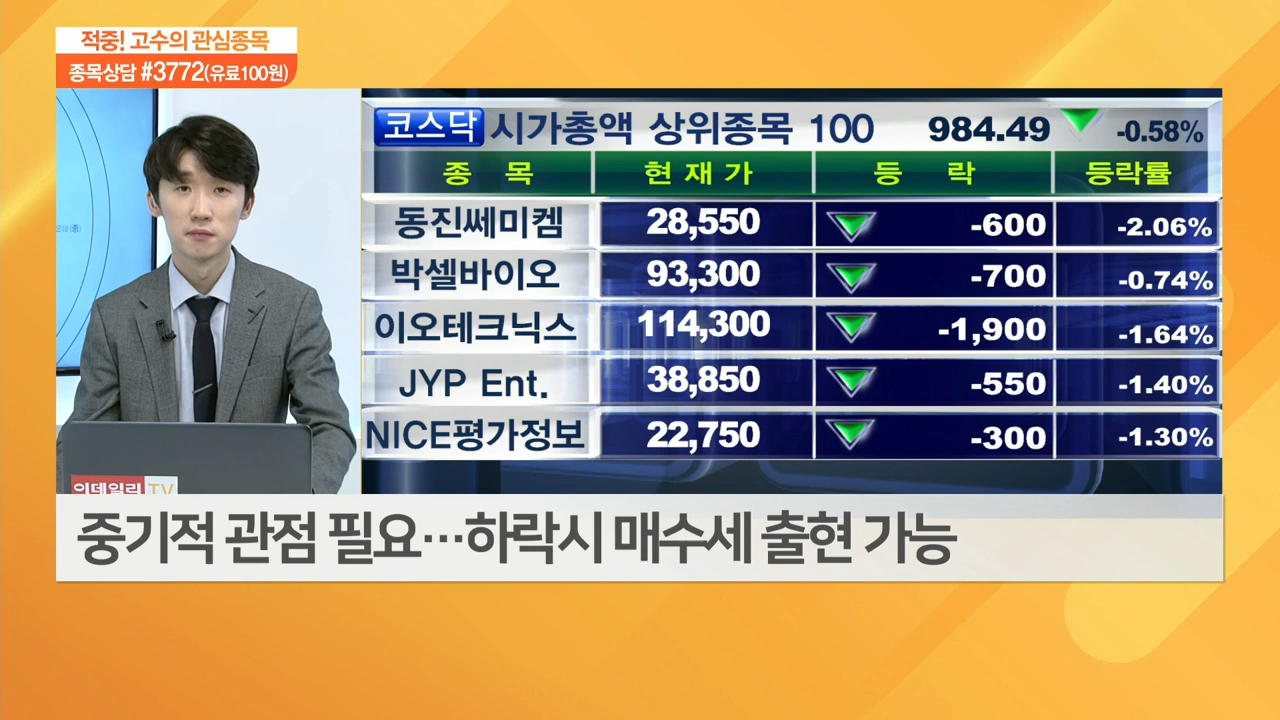 적중! 고수의 관심종목
종목상담 #3772(유료100원)
코스닥 시가총액 상위종목 100 984.49 -0.58%
종목 현재가 등락 등락률
동진쎄미켐 28,550 -600 -2.06%
박셀바이오 93,300 -700 -0.74%
이오테크닉스 114,300 -1,900 -1.64%
JYP Ent. 38,850 -550 -1.40%
NICE평가정보 22,750 -300 -1.30%
이데일리 TV
중기적 관점 필요…하락시 매수세 출현 가능